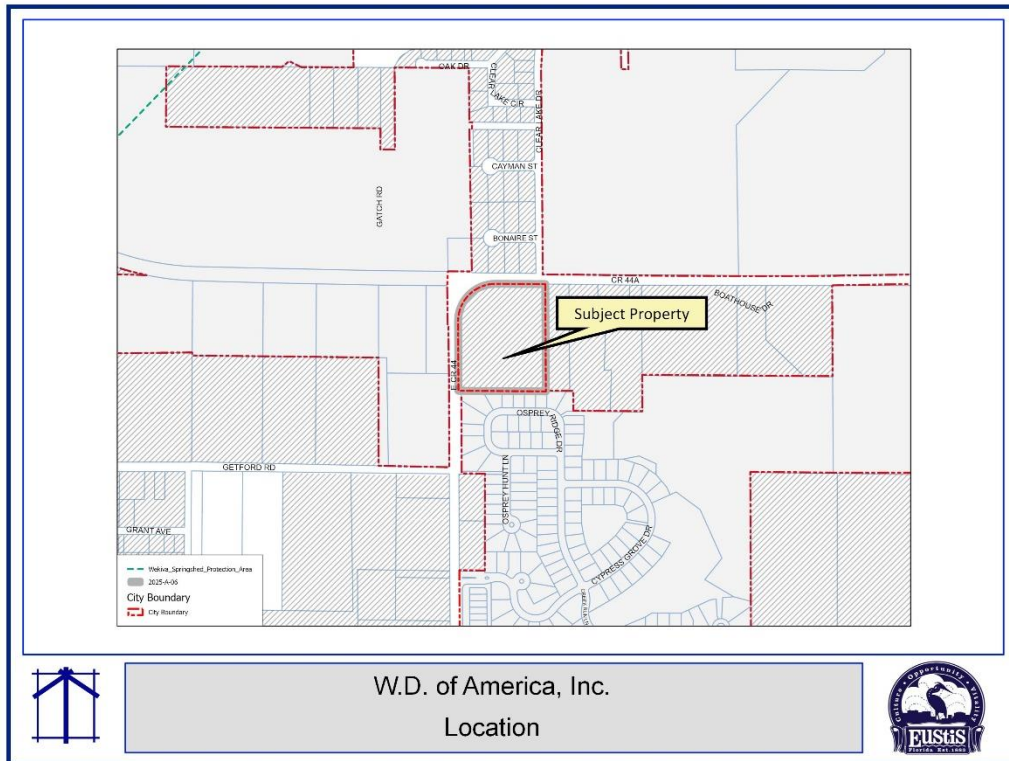 OAK DR
CLEAR LAKE CIR
CLEAR LAKE DR
CAYMAN ST
GATCH RD
BONAIRE ST
CR 44A
BOATHOUSE DR
Subject Property
E CR 44
OSPREY RIDGE DR
GETFORD RD
OSPREY HUNT LN
GRANT AVE
CYPRESS GROVE DR
Wekiva_Springshed_Protection_Area
2025-A-06
City Boundary
City Boundary
W.D. of America, Inc.
Location
Culture • Opportunity • Vitality
EUSTIS
Florida Est. 1883